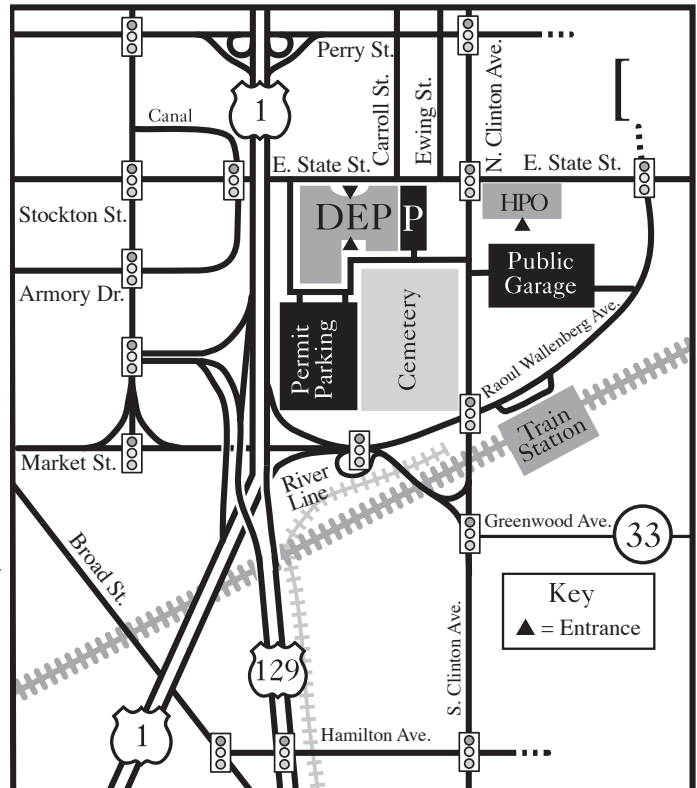 Perry St.
1
Carroll St.
Ewing St.
N. Clinton Ave.
Canal
E. State St.
E. State St.
Stockton St.
DEP
P
HPO
Public
Garage
Armory Dr.
Permit
Parking
Cemetery
Raoul Wallenberg Ave.
Train
Station
Market St.
River
Line
Greenwood Ave.
33
Broad St.
Key
▲ = Entrance
S. Clinton Ave.
129
1
Hamilton Ave.